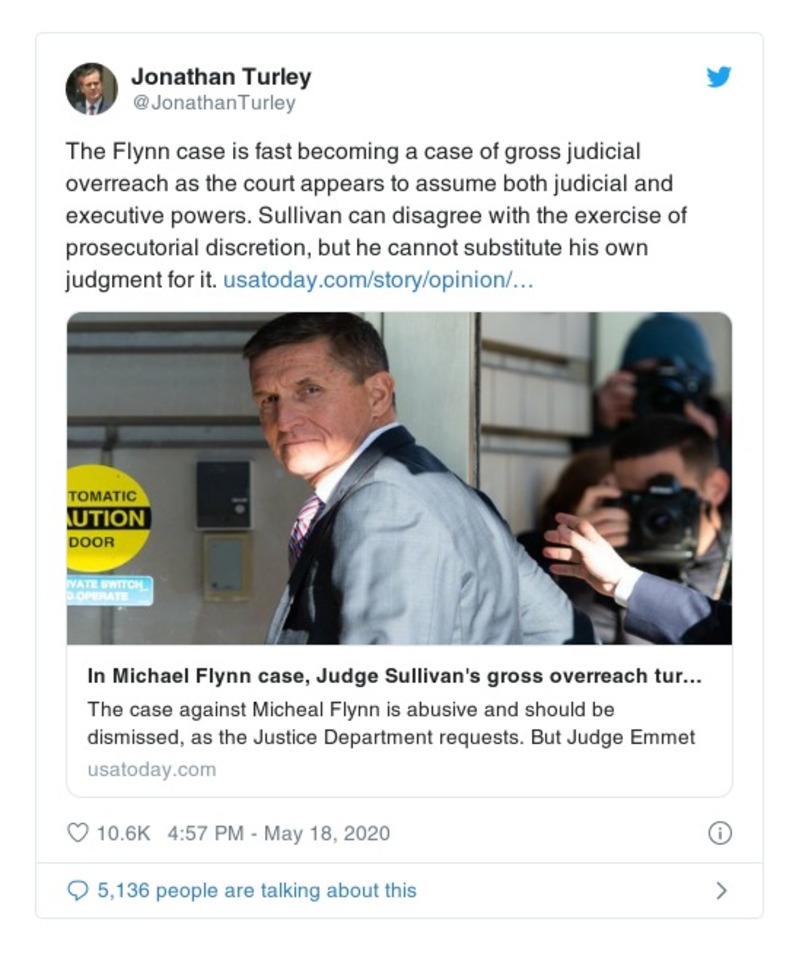 Jonathan Turley
@JonathanTurley
The Flynn case is fast becoming a case of gross judicial
overreach as the court appears to assume both judicial and
executive powers. Sullivan can disagree with the exercise of
prosecutorial discretion, but he cannot substitute his own
judgment for it. usatoday.com/story/opinion/…
TOMATIC
AUTION
DOOR
IVATE SWITCH
O OPERATE
In Michael Flynn case, Judge Sullivan's gross overreach tur...
The case against Micheal Flynn is abusive and should be
dismissed, as the Justice Department requests. But Judge Emmet
usatoday.com
10.6K 4:57 PM - May 18, 2020
5,136 people are talking about this